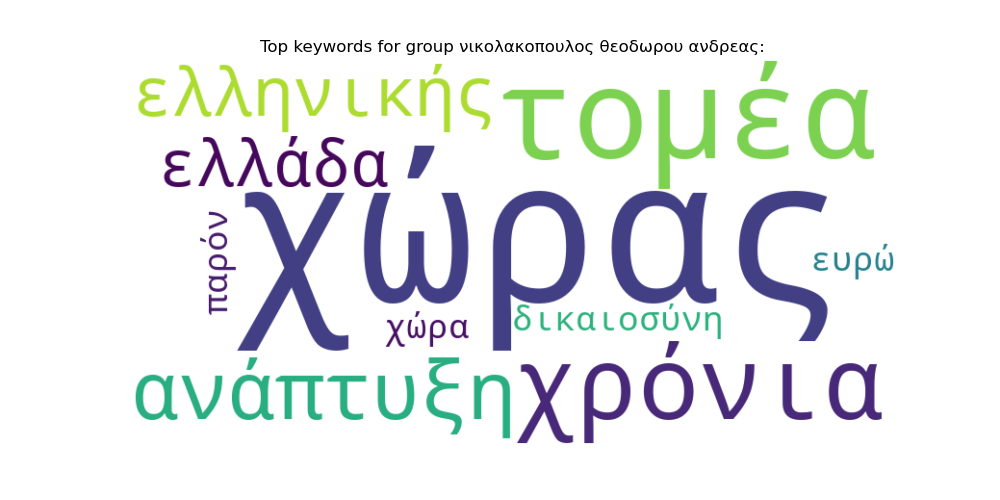 Top keywords for group νικολακοπουλος θεοδωρου ανδρεας:
ελληνικής
τομέα
ελλάδα
χώρας
παρόν
ευρώ
χώρα
δικαιοσύνη
ανάπτυξη
χρόνια